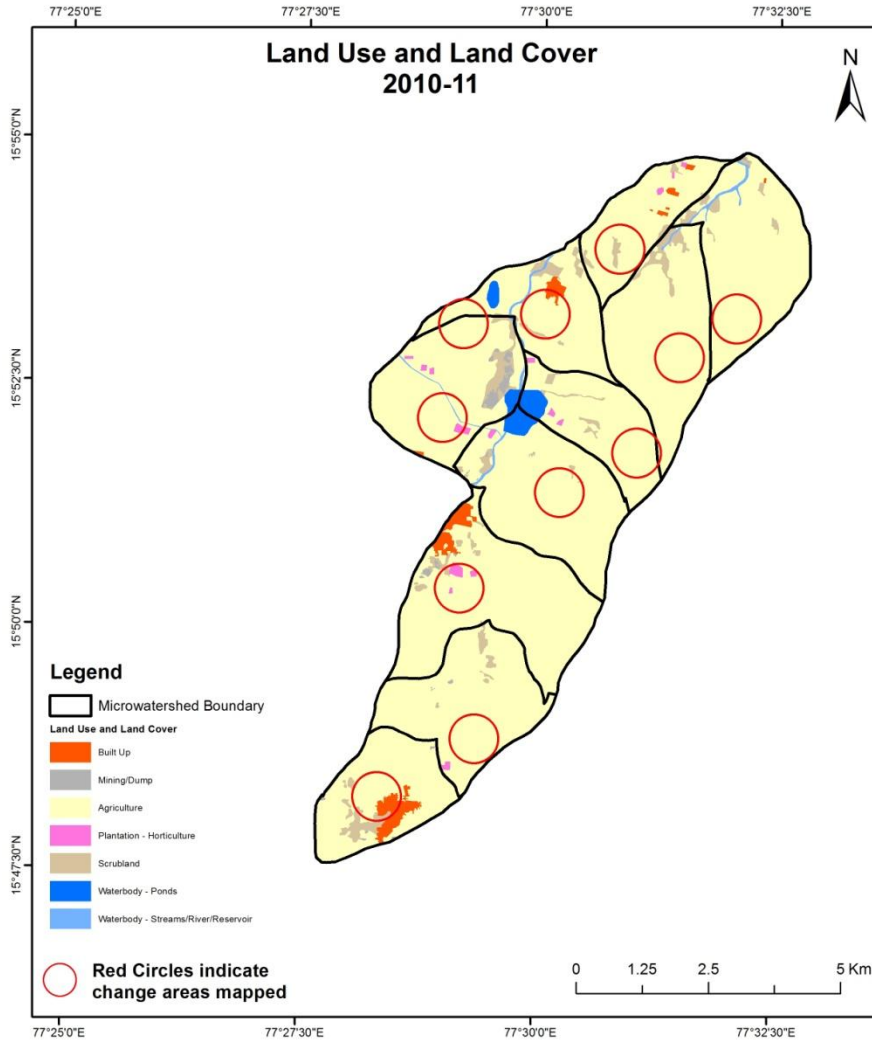 77°25'0"E
77°27'30"E
77°30'0"E
77°32'30"E
Land Use and Land Cover
2010-11
N
15°55'0"N
15°52'30"N
15°50'0"N
15°47'30"N
Legend
Microwatershed Boundary
Land Use and Land Cover
Built Up
Mining/Dump
Agriculture
Plantation - Horticulture
Scrubland
Waterbody - Ponds
Waterbody - Streams/River/Reservoir
Red Circles indicate
change areas mapped
0 1.25 2.5 5 Km
77°25'0"E
77°27'30"E
77°30'0"E
77°32'30"E